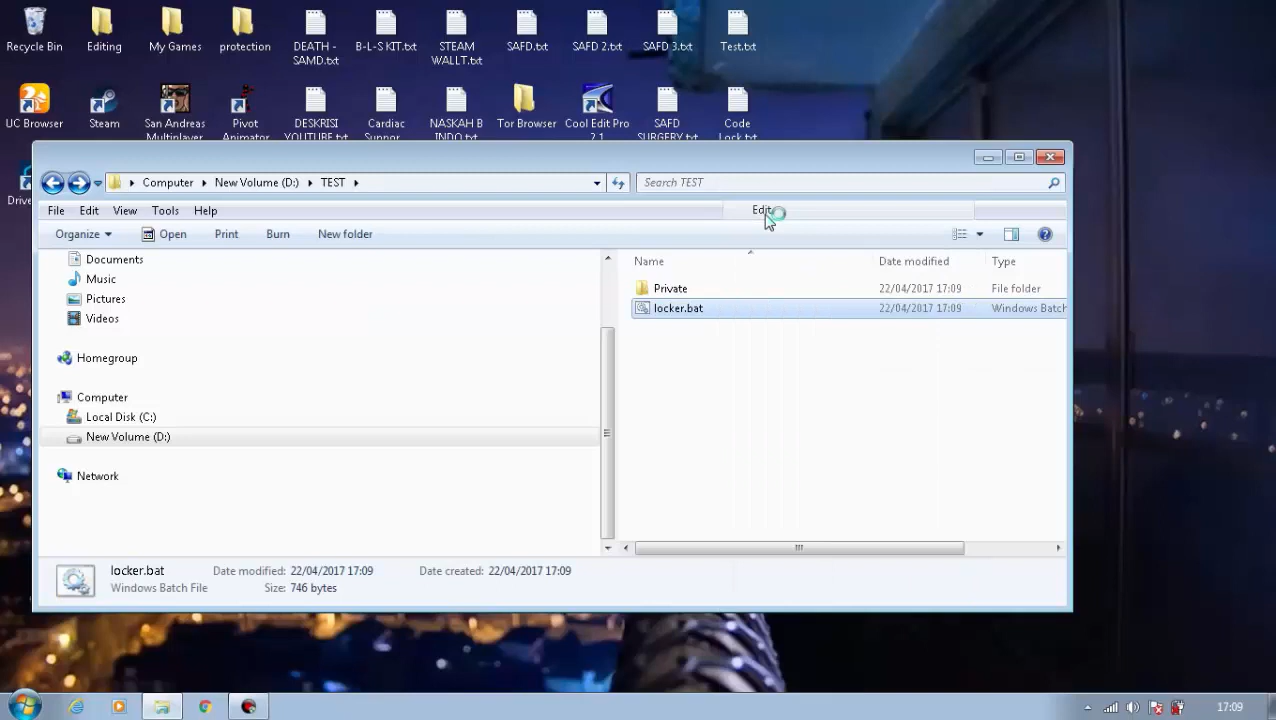 Recycle Bin
Editing
My Games
protection
DEATH -
SAMD.txt
B-L-S KIT.txt
STEAM
WALLT.txt
SAFD.txt
SAFD 2.txt
SAFD 3.txt
Test.txt
UC Browser
Steam
San Andreas
Multiplayer
Pivot
Animator
DESKRISI
YOUTUBE.txt
Cardiac
NASKAH B
INDO.txt
Tor Browser
Cool Edit Pro
2.1
SAFD
SURGERY.txt
Code
Lock.txt
Computer
New Volume (D:)
TEST
Search TEST
File
Edit
View
Tools
Help
Edit
Organize
Open
Print
Burn
New folder
Documents
Music
Pictures
Videos
Homegroup
Computer
Local Disk (C:)
New Volume (D:)
Network
Name
Date modified
Type
Private
22/04/2017 17:09
File folder
locker.bat
22/04/2017 17:09
Windows Batch
locker.bat
Date modified: 22/04/2017 17:09
Date created: 22/04/2017 17:09
Windows Batch File
Size: 746 bytes
17:09